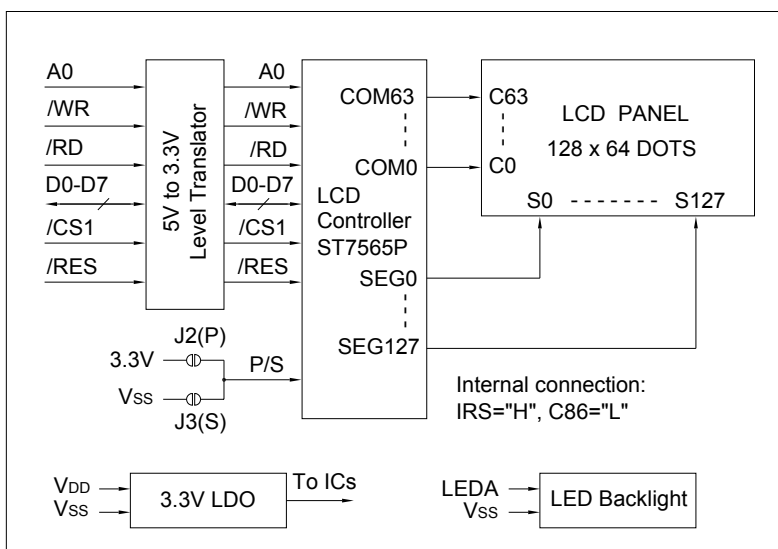 A0
/WR
/RD
D0-D7
/CS1
/RES
5V to 3.3V
Level Translator
A0
/WR
/RD
D0-D7
/CS1
/RES
COM63
COM0
LCD
Controller
ST7565P
SEG0
SEG127
C63
C0
LCD PANEL
128 x 64 DOTS
S0 ------- S127
J2(P)
3.3V
P/S
VSS
J3(S)
Internal connection:
IRS="H", C86="L"
VDD
VSS
3.3V LDO
To ICs
LEDA
VSS
LED Backlight